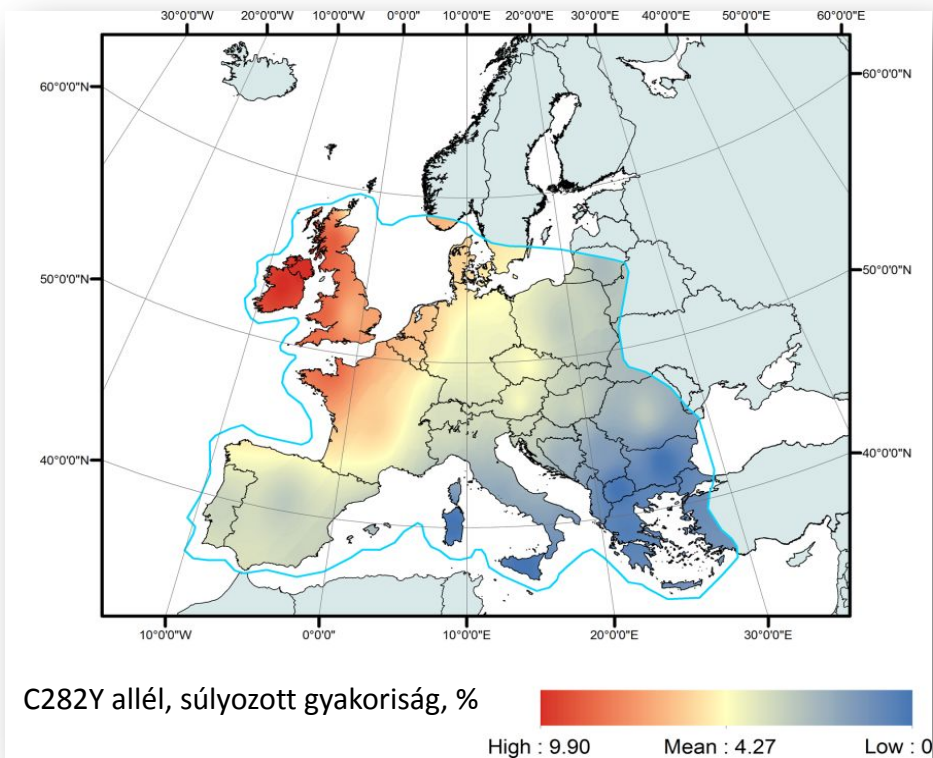 30°0'0"W 20°0'0"W 10°0'0"W 0°0'0" 10°0'0"E 20°0'0"E 30°0'0"E 40°0'0"E 50°0'0"E 60°0'0"E
60°0'0"N 60°0'0"N
50°0'0"N 50°0'0"N
40°0'0"N 40°0'0"N
10°0'0"W 0°0'0" 10°0'0"E 20°0'0"E 30°0'0"E
C282Y allél, súlyozott gyakoriság, %
High : 9.90 Mean : 4.27 Low : 0